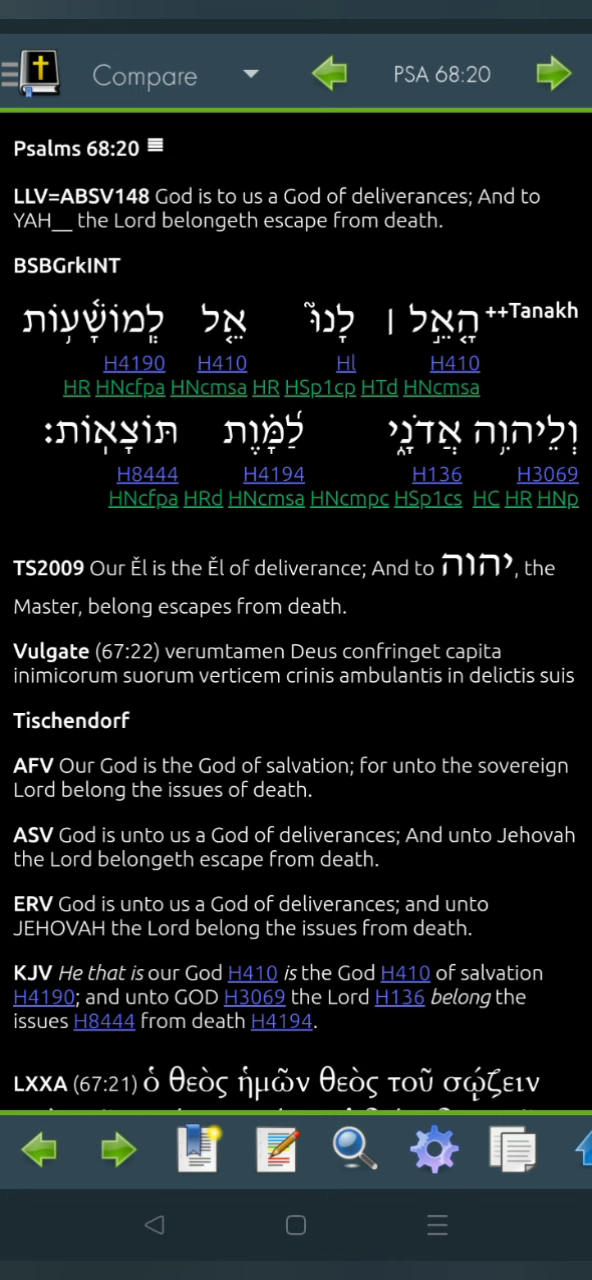 Compare
PSA 68:20
Psalms 68:20
LLV=ABSV148 God is to us a God of deliverances; And to
YAH__ the Lord belongeth escape from death.
BSBGrkINT
++Tanakh הָ֤אֵ֣ל ׀ לָנוּ֮ אֵ֤ל לְֽמוֹשָׁ֫ע֥וֹת
H4190 H410 Hl H410
HR HNcfpa HNcmsa HR HSp1cp HTd HNcmsa
וְלֵיהוִ֥ה אֲדֹנָ֑י לַ֝מָּ֗וֶת תּוֹצָאֽוֹת׃
H8444 H4194 H136 H3069
HNcfpa HRd HNcmsa HNcmpc HSp1cs HC HR HNp
TS2009 Our Ěl is the Ěl of deliverance; And to יהוה, the
Master, belong escapes from death.
Vulgate (67:22) verumtamen Deus confringet capita
inimicorum suorum verticem crinis ambulantis in delictis suis
Tischendorf
AFV Our God is the God of salvation; for unto the sovereign
Lord belong the issues of death.
ASV God is unto us a God of deliverances; And unto Jehovah
the Lord belongeth escape from death.
ERV God is unto us a God of deliverances; and unto
JEHOVAH the Lord belong the issues from death.
KJV He that is our God H410 is the God H410 of salvation
H4190; and unto GOD H3069 the Lord H136 belong the
issues H8444 from death H4194.
LXXA (67:21) ὁ θεὸς ἡμῶν θεὸς τοῦ σῴζειν